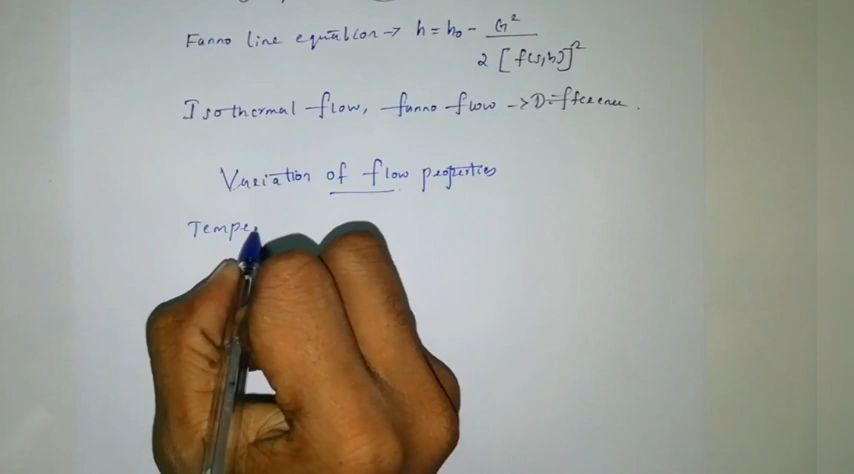 Fanno line equation → h = h₀ - G² / 2 [f(s,h)]²
Isothermal flow, fanno flow → Difference.
Variation of flow properties
Tempe